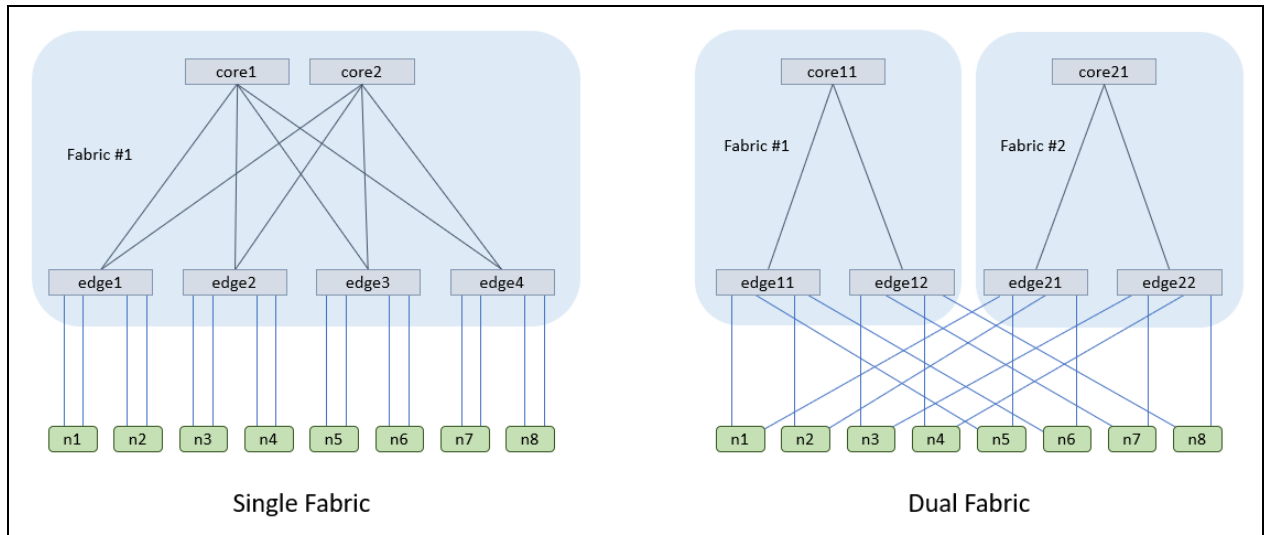 core1 core2 core11 core21
Fabric #1 Fabric #1 Fabric #2
edge1 edge2 edge3 edge4 edge11 edge12 edge21 edge22
n1 n2 n3 n4 n5 n6 n7 n8 n1 n2 n3 n4 n5 n6 n7 n8
Single Fabric Dual Fabric